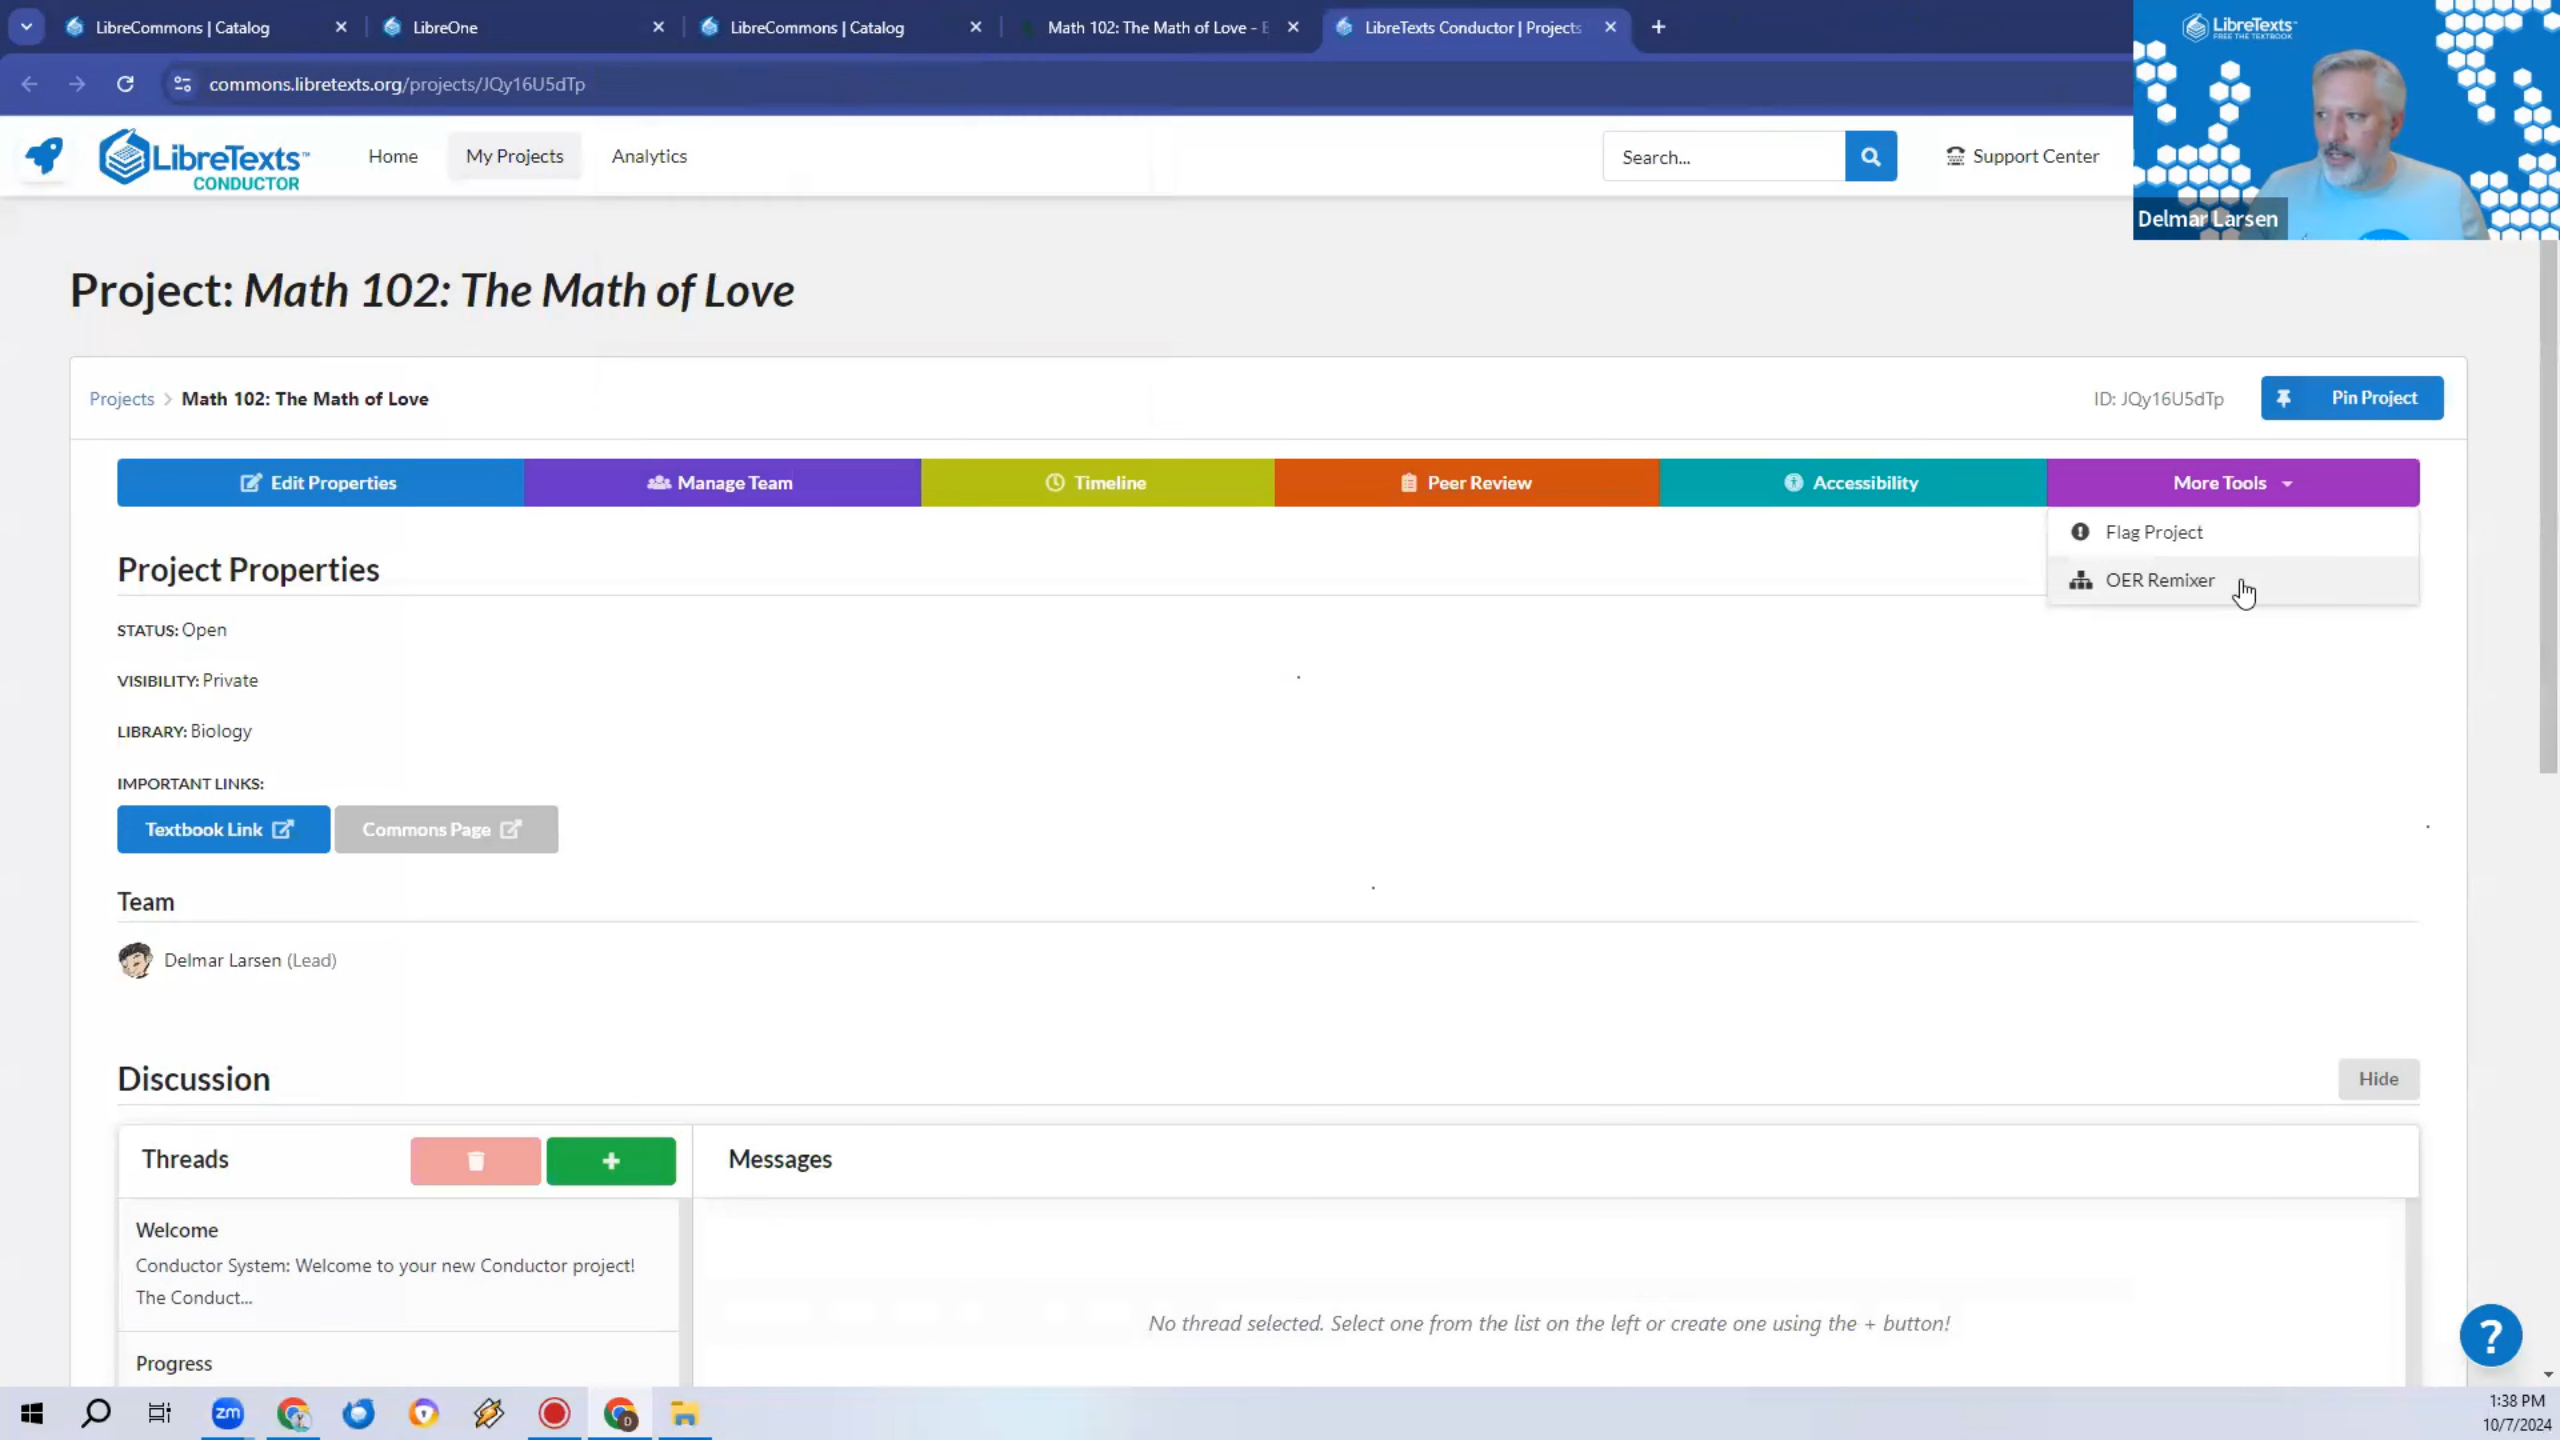 LibreCommons | Catalog
LibreOne
LibreCommons | Catalog
Math 102: The Math of Love -
LibreTexts Conductor | Projects
LibreTexts™
FREE THE TEXTBOOK
commons.libretexts.org/projects/JQy16U5dTp
LibreTexts™
CONDUCTOR
Home
My Projects
Analytics
Search...
Support Center
Delmar Larsen
Project: Math 102: The Math of Love
Projects > Math 102: The Math of Love
ID: JQy16U5dTp
Pin Project
Edit Properties
Manage Team
Timeline
Peer Review
Accessibility
More Tools
Flag Project
OER Remixer
Project Properties
STATUS: Open
VISIBILITY: Private
LIBRARY: Biology
IMPORTANT LINKS:
Textbook Link
Commons Page
Team
Delmar Larsen (Lead)
Discussion
Hide
Threads
+
Messages
Welcome
Conductor System: Welcome to your new Conductor project!
The Conduct...
No thread selected. Select one from the list on the left or create one using the + button!
Progress
?
zm
D
1:38 PM
10/7/2024